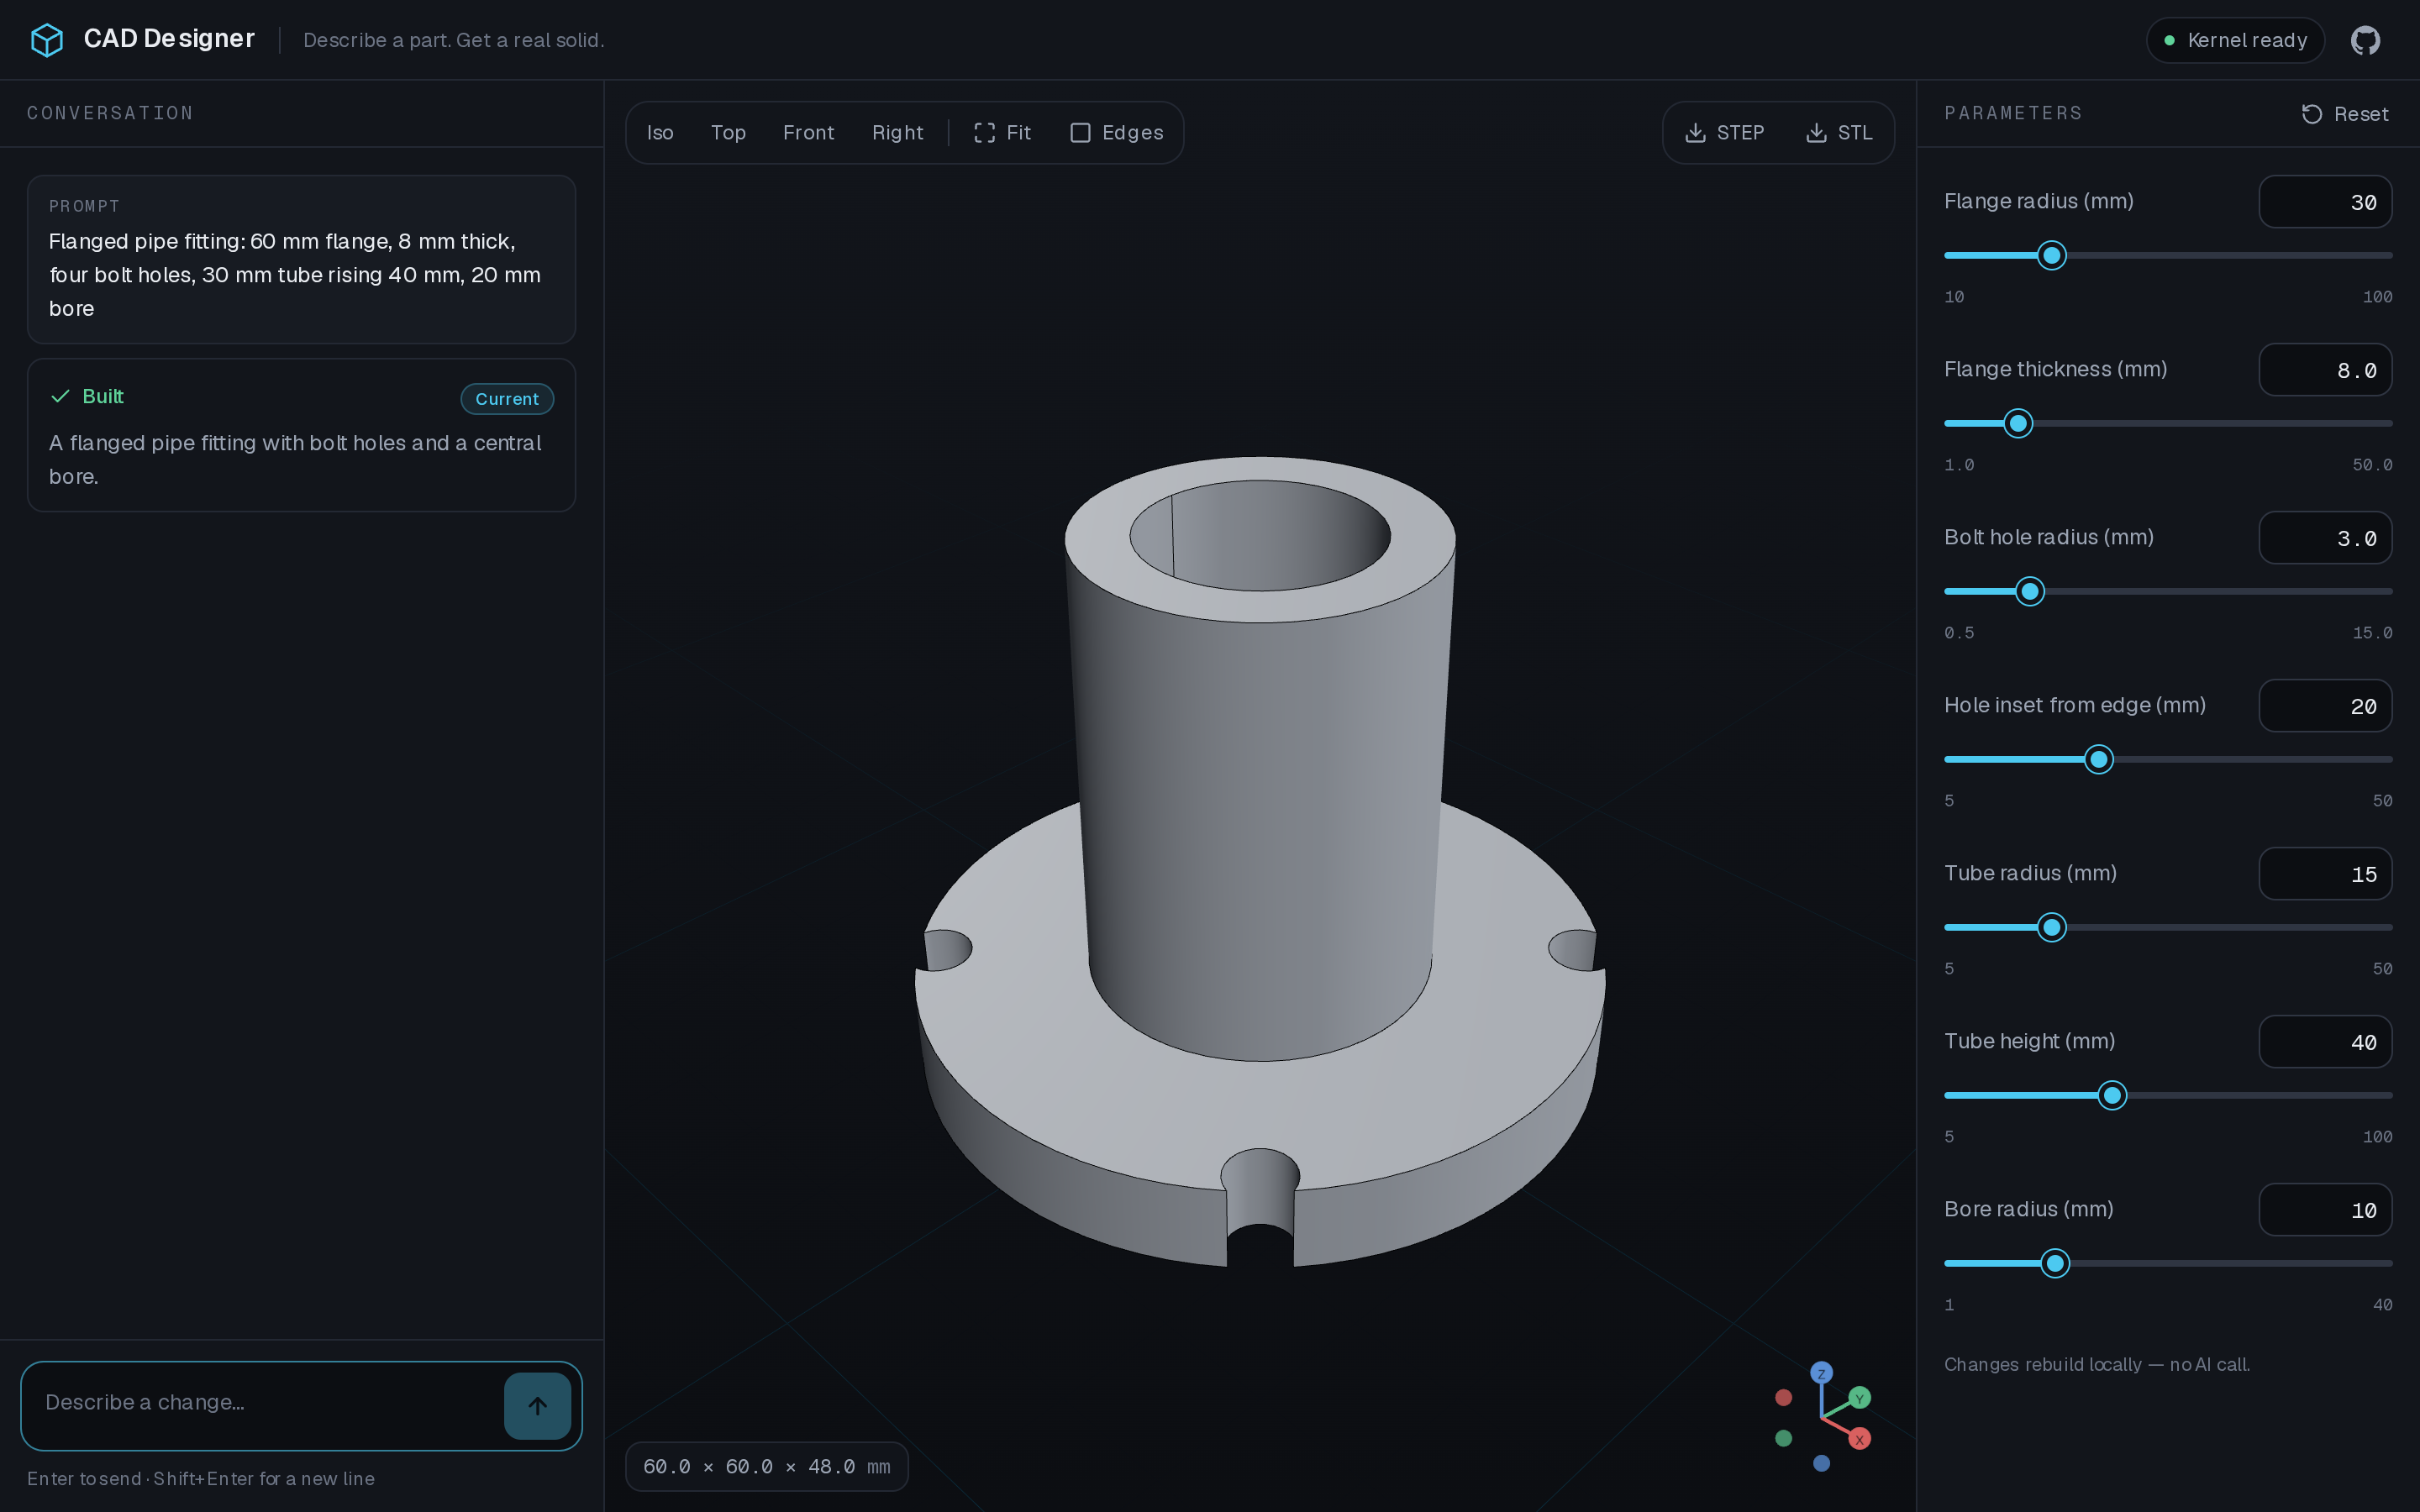 CAD Designer
Describe a part. Get a real solid.
Kernel ready
CONVERSATION
PROMPT
Flanged pipe fitting: 60 mm flange, 8 mm thick,
four bolt holes, 30 mm tube rising 40 mm, 20 mm
bore
Built
Current
A flanged pipe fitting with bolt holes and a central
bore.
Describe a change...
Enter to send · Shift+Enter for a new line
Iso Top Front Right Fit Edges
STEP STL
60.0 × 60.0 × 48.0 mm
Z
Y
X
PARAMETERS
Reset
Flange radius (mm) 30
10 100
Flange thickness (mm) 8.0
1.0 50.0
Bolt hole radius (mm) 3.0
0.5 15.0
Hole inset from edge (mm) 20
5 50
Tube radius (mm) 15
5 50
Tube height (mm) 40
5 100
Bore radius (mm) 10
1 40
Changes rebuild locally — no AI call.